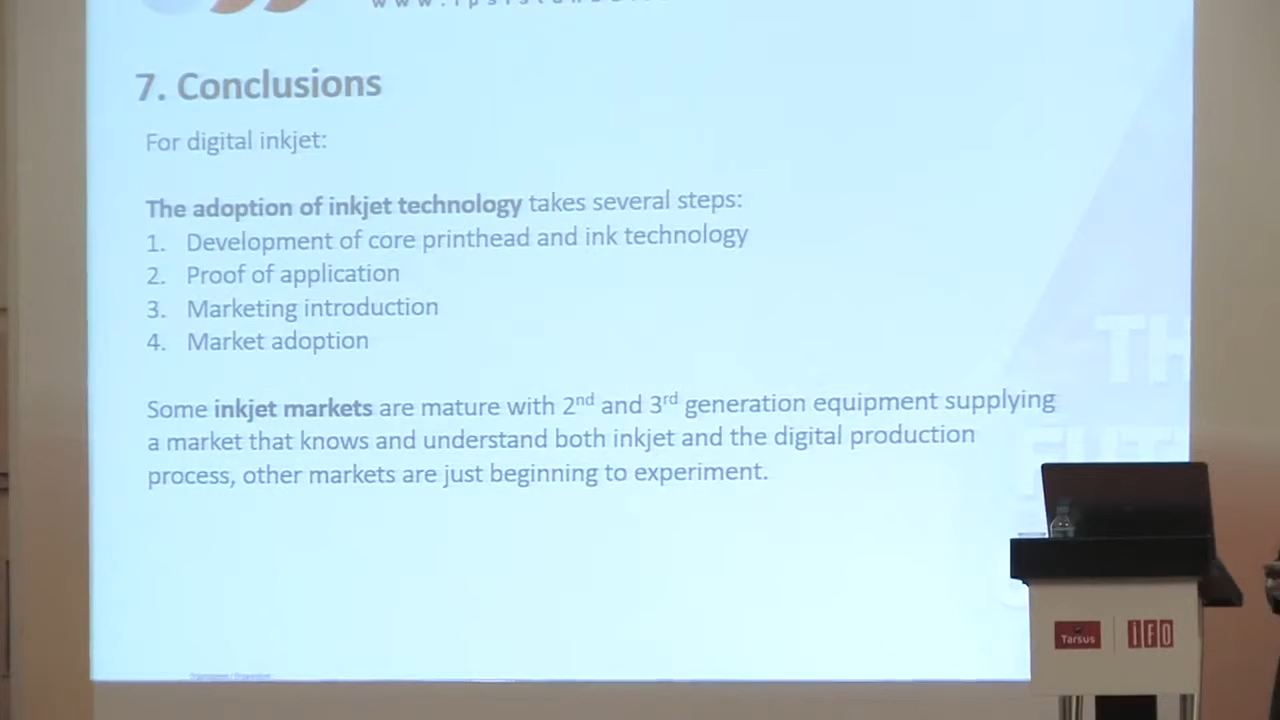 7. Conclusions
For digital inkjet:
The adoption of inkjet technology takes several steps:
1. Development of core printhead and ink technology
2. Proof of application
3. Marketing introduction
4. Market adoption
Some inkjet markets are mature with 2nd and 3rd generation equipment supplying
a market that knows and understand both inkjet and the digital production
process, other markets are just beginning to experiment.
TH
FUT
Tarsus
İFO